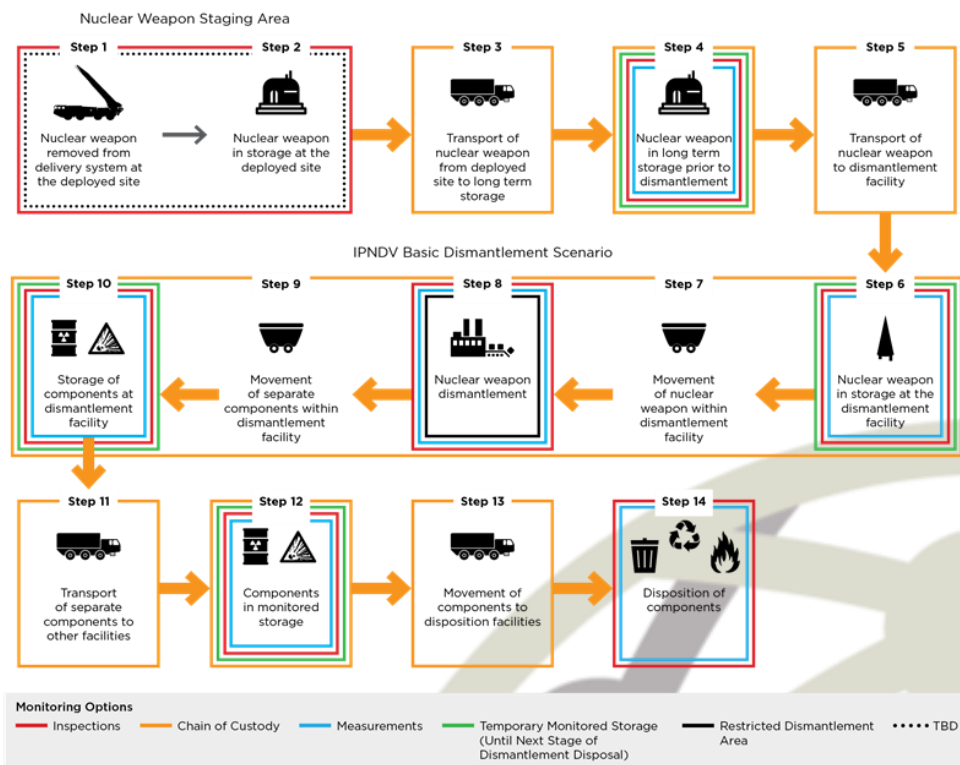 Nuclear Weapon Staging Area
Step 1
Nuclear weapon
removed from
delivery system at
the deployed site
Step 2
Nuclear weapon
in storage at the
deployed site
Step 3
Transport of
nuclear weapon
from deployed
site to long term
storage
Step 4
Nuclear weapon
in long term
storage prior to
dismantlement
Step 5
Transport of
nuclear weapon
to dismantlement
facility
IPNDV Basic Dismantlement Scenario
Step 10
Storage of
components at
dismantlement
facility
Step 9
Movement
of separate
components within
dismantlement
facility
Step 8
Nuclear weapon
dismantlement
Step 7
Movement
of nuclear
weapon within
dismantlement
facility
Step 6
Nuclear weapon
in storage at the
dismantlement
facility
Step 11
Transport
of separate
components to
other facilities
Step 12
Components
in monitored
storage
Step 13
Movement of
components to
disposition facilities
Step 14
Disposition of
components
Monitoring Options
Inspections
Chain of Custody
Measurements
Temporary Monitored Storage
(Until Next Stage of
Dismantlement Disposal)
Restricted Dismantlement
Area
TBD